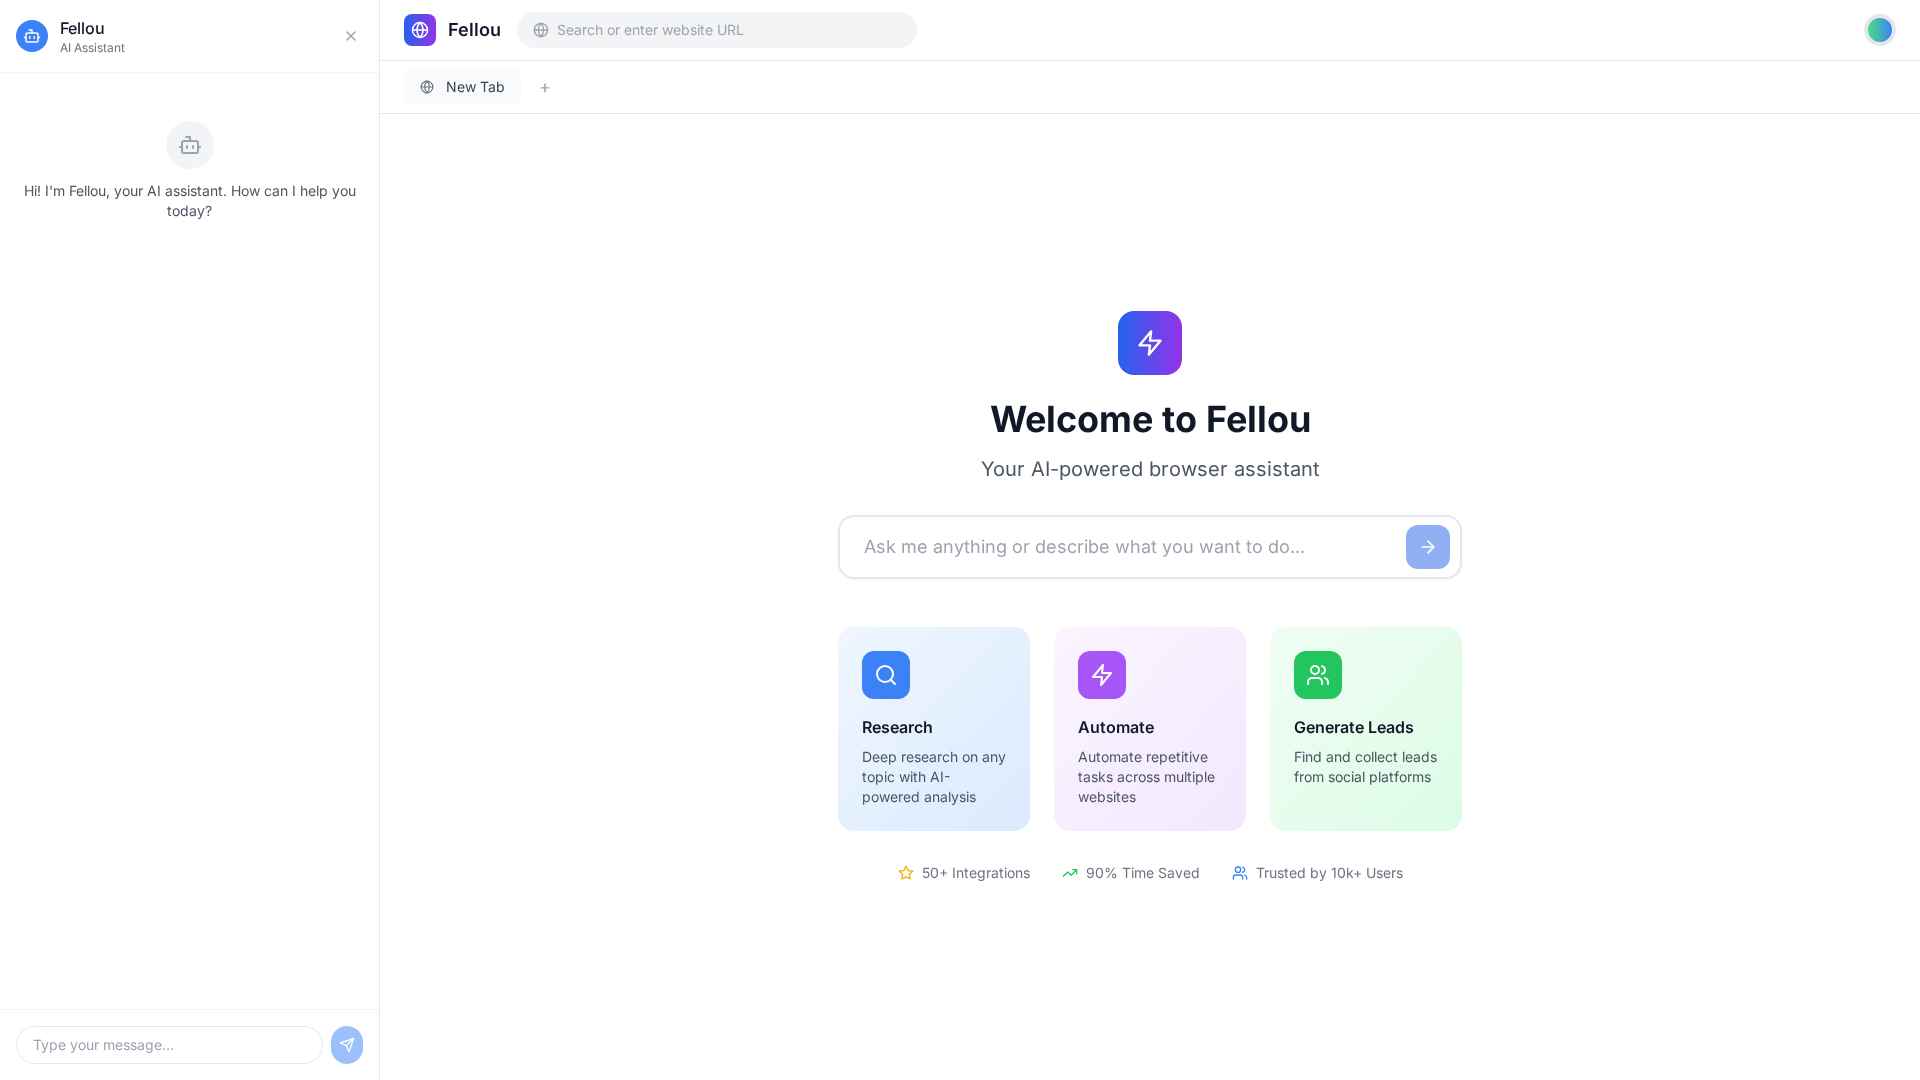 Fellou
AI Assistant
Hi! I'm Fellou, your AI assistant. How can I help you
today?
Type your message...
Fellou
Search or enter website URL
New Tab
+
Welcome to Fellou
Your AI-powered browser assistant
Ask me anything or describe what you want to do...
Research
Deep research on any
topic with AI-
powered analysis
Automate
Automate repetitive
tasks across multiple
websites
Generate Leads
Find and collect leads
from social platforms
50+ Integrations
90% Time Saved
Trusted by 10k+ Users